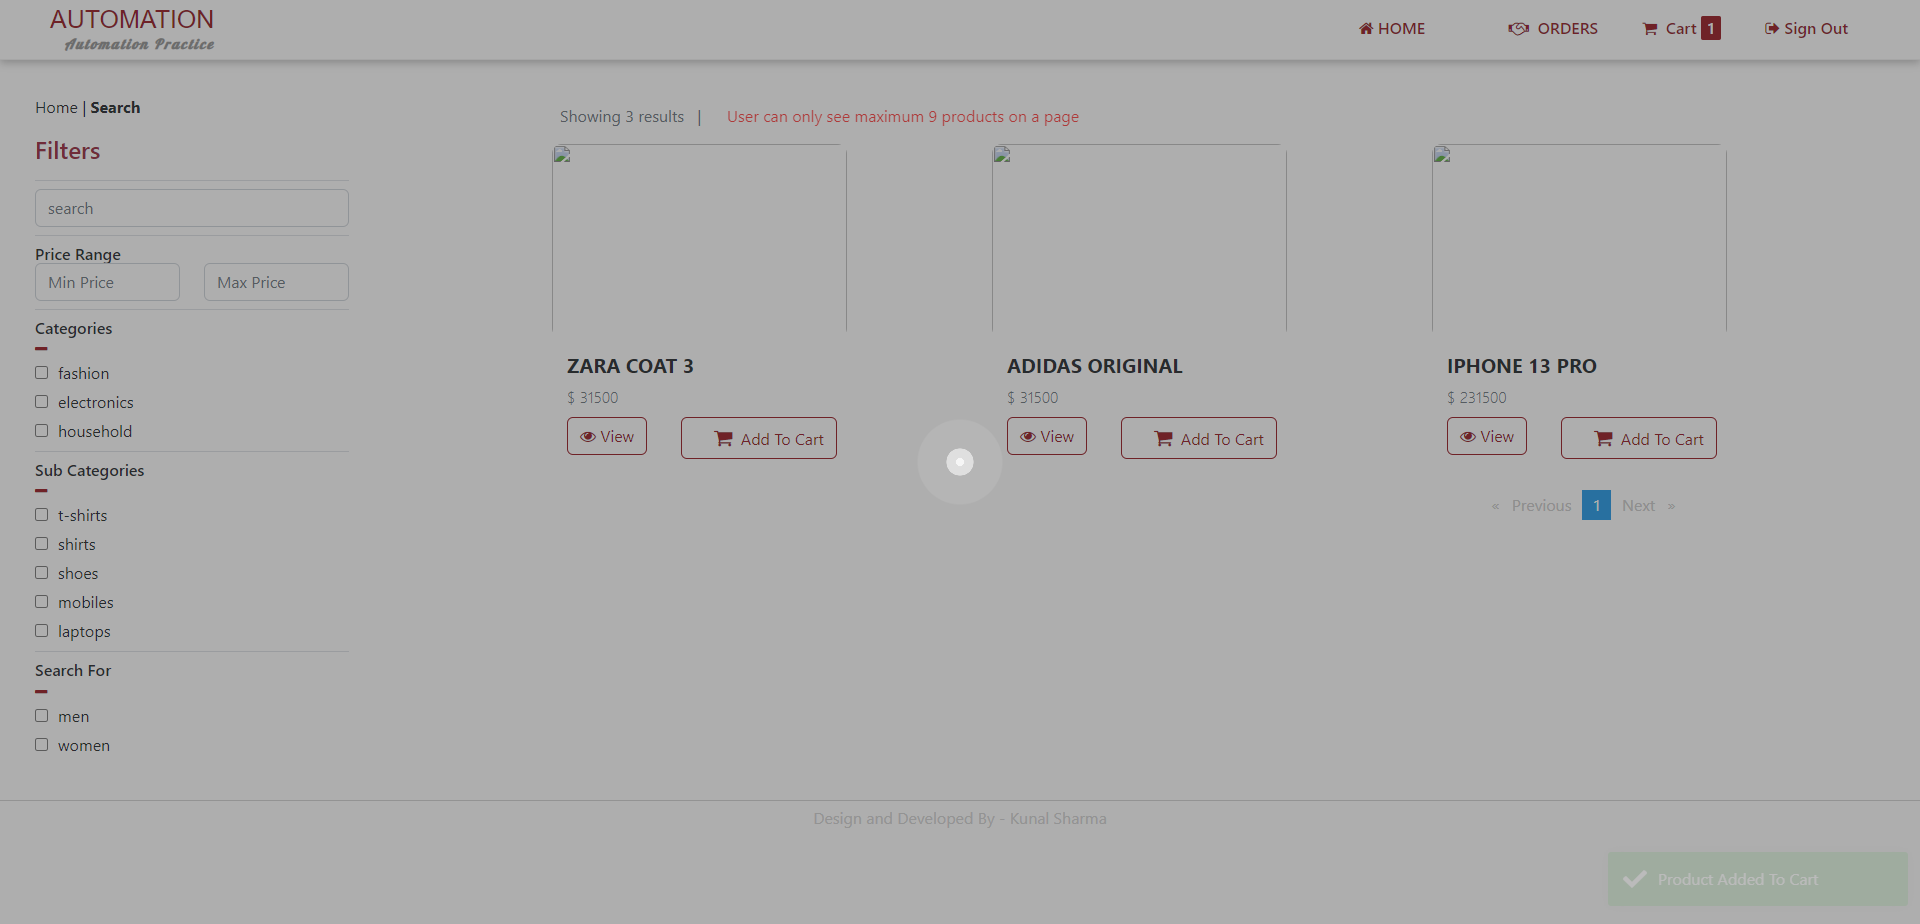 AUTOMATION
Automation Practice
HOME
ORDERS
Cart 1
Sign Out
Home | Search
Filters
search
Price Range
Min Price
Max Price
Categories
fashion
electronics
household
Sub Categories
t-shirts
shirts
shoes
mobiles
laptops
Search For
men
women
Showing 3 results |
User can only see maximum 9 products on a page
ZARA COAT 3
$ 31500
View
Add To Cart
ADIDAS ORIGINAL
$ 31500
View
Add To Cart
IPHONE 13 PRO
$ 231500
View
Add To Cart
« Previous 1 Next »
Design and Developed By - Kunal Sharma
Product Added To Cart